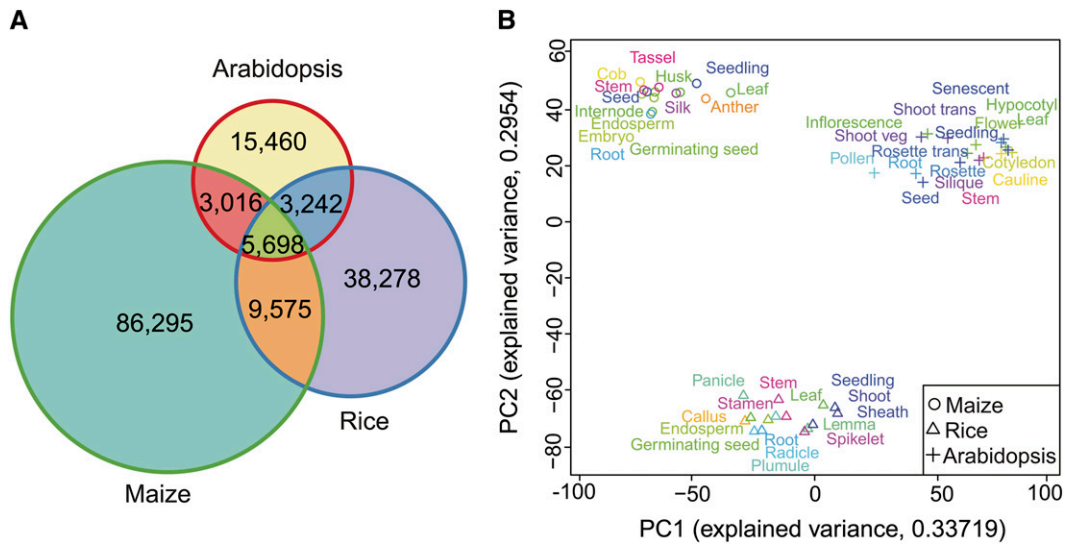 A
Arabidopsis
15,460
3,016
3,242
5,698
86,295
9,575
38,278
Rice
Maize
B
PC2 (explained variance, 0.2954)
60
40
20
0
−20
−40
−60
−80
Tassel
Cob
Husk
Seedling
Stem
Leaf
Seed
Silk
Anther
Internode
Endosperm
Embryo
Root
Germinating seed
Senescent
Shoot trans
Hypocotyl
Inflorescence
Flower
Leaf
Shoot veg
Seedling
Rosette trans
Pollen
Root
Cotyledon
Rosette
Silique
Cauline
Seed
Stem
Panicle
Stem
Seedling
Leaf
Shoot
Stamen
Sheath
Callus
Lemma
Endosperm
Root
Spikelet
Germinating seed
Radicle
Plumule
Maize
Rice
Arabidopsis
-100
−50
0
50
100
PC1 (explained variance, 0.33719)